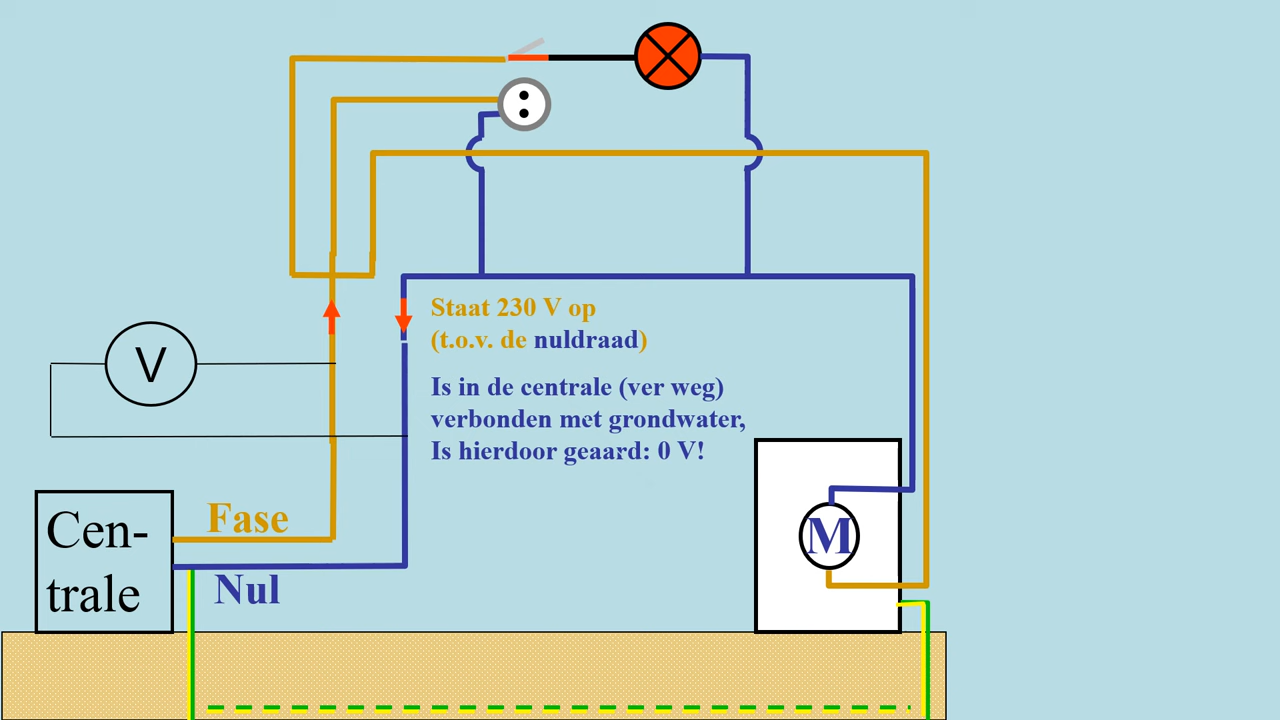 Staat 230 V op
(t.o.v. de nuldraad)
Is in de centrale (ver weg)
verbonden met grondwater,
Is hierdoor geaard: 0 V!
V
Cen-
trale
Fase
Nul
M